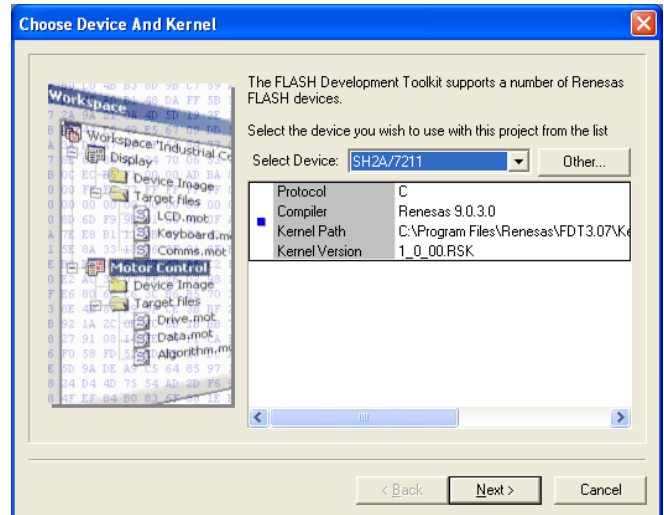 Choose Device And Kernel
Workspace
Workspace 'Industrial Co
Display
Device Image
Target files
LCD.mot
Keyboard.m
Comms.mot
Motor Control
Device Image
Target files
Drive.mot
Data.mot
Algorithm.mo
The FLASH Development Toolkit supports a number of Renesas
FLASH devices.
Select the device you wish to use with this project from the list
Select Device: SH2A/7211 Other...
Protocol C
Compiler Renesas 9.0.3.0
Kernel Path C:\Program Files\Renesas\FDT3.07\Ke
Kernel Version 1_0_00.RSK
< Back Next > Cancel